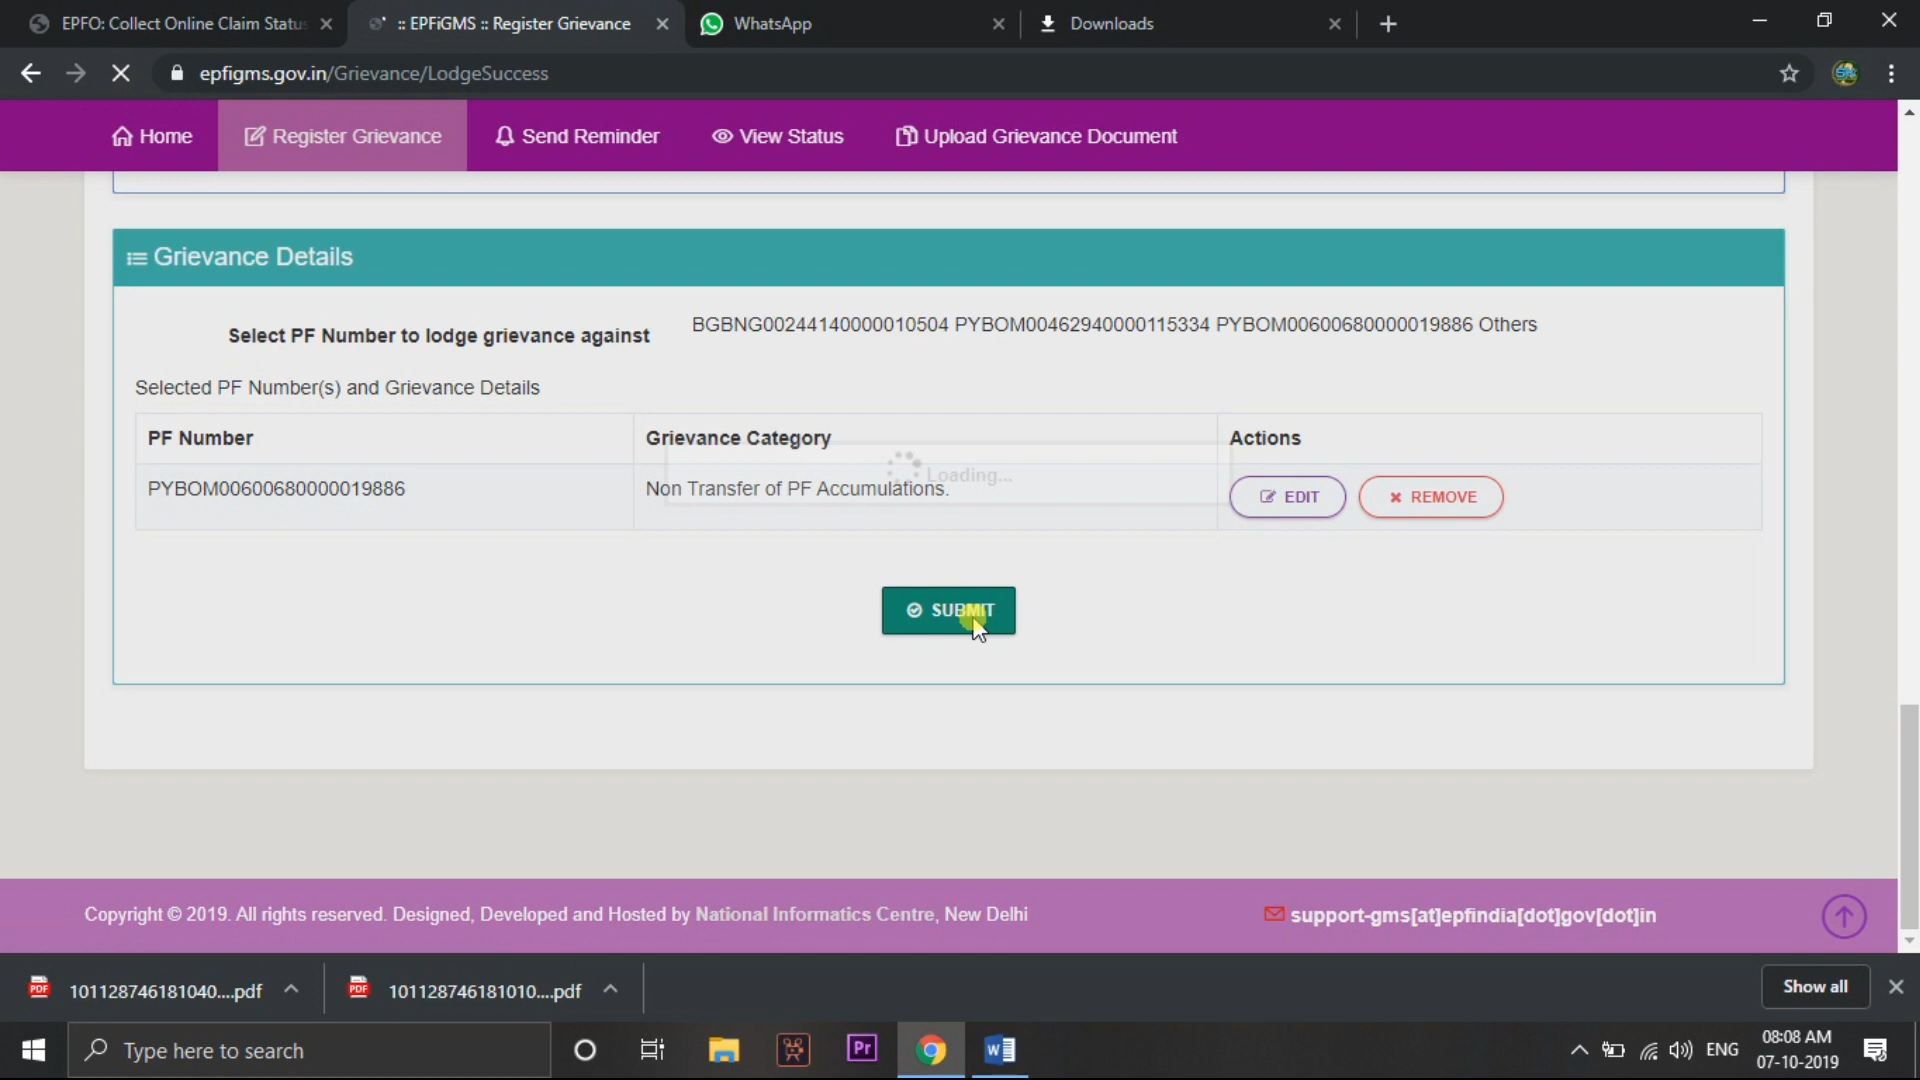 EPFO: Collect Online Claim Statu
:: EPFiGMS :: Register Grievance
WhatsApp
Downloads
epfigms.gov.in/Grievance/LodgeSuccess
Home
Register Grievance
Send Reminder
View Status
Upload Grievance Document
Grievance Details
Select PF Number to lodge grievance against
BGBNG00244140000010504 PYBOM00462940000115334 PYBOM00600680000019886 Others
Selected PF Number(s) and Grievance Details
PF Number
Grievance Category
Actions
Loading...
PYBOM00600680000019886
Non Transfer of PF Accumulations.
EDIT
REMOVE
SUBMIT
Copyright © 2019. All rights reserved. Designed, Developed and Hosted by National Informatics Centre, New Delhi
support-gms[at]epfindia[dot]gov[dot]in
101128746181040....pdf
101128746181010....pdf
Show all
Type here to search
Pr
ENG
08:08 AM
07-10-2019